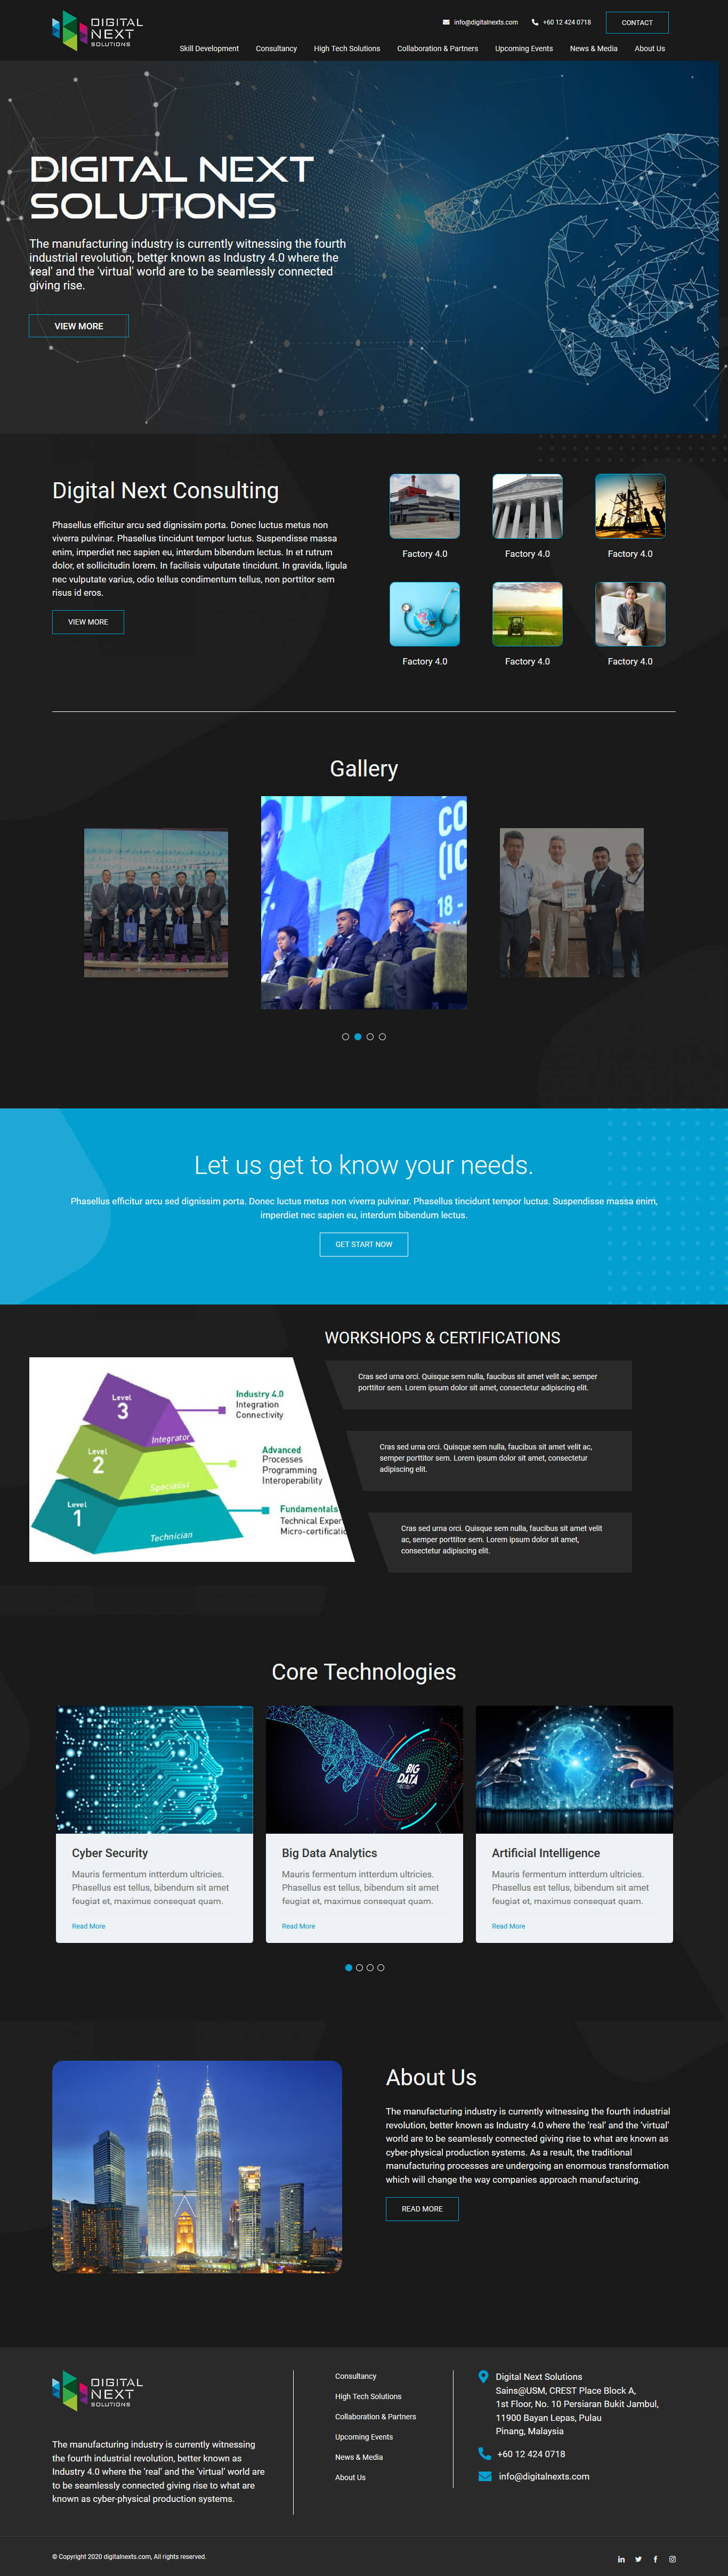 DIGITAL
NEXT
SOLUTIONS
info@digitalnexts.com +60 12 424 0718 CONTACT
Skill Development Consultancy High Tech Solutions Collaboration & Partners Upcoming Events News & Media About Us
DIGITAL NEXT
SOLUTIONS
The manufacturing industry is currently witnessing the fourth
industrial revolution, better known as Industry 4.0 where the
'real' and the 'virtual' world are to be seamlessly connected
giving rise.
VIEW MORE
Digital Next Consulting
Phasellus efficitur arcu sed dignissim porta. Donec luctus metus non
viverra pulvinar. Phasellus tincidunt tempor luctus. Suspendisse massa
enim, imperdiet nec sapien eu, interdum bibendum lectus. In et rutrum
dolor, et sollicitudin lorem. In facilisis vulputate tincidunt. In gravida, ligula
nec vulputate varius, odio tellus condimentum tellus, non porttitor sem
risus id eros.
VIEW MORE
Factory 4.0 Factory 4.0 Factory 4.0
Factory 4.0 Factory 4.0 Factory 4.0
Gallery
CO
(IC
18 -
Let us get to know your needs.
Phasellus efficitur arcu sed dignissim porta. Donec luctus metus non viverra pulvinar. Phasellus tincidunt tempor luctus. Suspendisse massa enim,
imperdiet nec sapien eu, interdum bibendum lectus.
GET START NOW
WORKSHOPS & CERTIFICATIONS
Level
3
Integrator
Industry 4.0
Integration
Connectivity
Level
2
Specialist
Advanced
Processes
Programming
Interoperability
Level
1
Technician
Fundamentals
Technical Exper
Micro-certificatic
Cras sed urna orci. Quisque sem nulla, faucibus sit amet velit ac, semper
porttitor sem. Lorem ipsum dolor sit amet, consectetur adipiscing elit.
Cras sed urna orci. Quisque sem nulla, faucibus sit amet velit ac,
semper porttitor sem. Lorem ipsum dolor sit amet, consectetur
adipiscing elit.
Cras sed urna orci. Quisque sem nulla, faucibus sit amet velit
ac, semper porttitor sem. Lorem ipsum dolor sit amet,
consectetur adipiscing elit.
Core Technologies
BIG
DATA
Cyber Security
Mauris fermentum intterdum ultricies.
Phasellus est tellus, bibendum sit amet
feugiat et, maximus consequat quam.
Read More
Big Data Analytics
Mauris fermentum intterdum ultricies.
Phasellus est tellus, bibendum sit amet
feugiat et, maximus consequat quam.
Read More
Artificial Intelligence
Mauris fermentum intterdum ultricies.
Phasellus est tellus, bibendum sit amet
feugiat et, maximus consequat quam.
Read More
About Us
The manufacturing industry is currently witnessing the fourth industrial
revolution, better known as Industry 4.0 where the 'real' and the 'virtual'
world are to be seamlessly connected giving rise to what are known as
cyber-physical production systems. As a result, the traditional
manufacturing processes are undergoing an enormous transformation
which will change the way companies approach manufacturing.
READ MORE
DIGITAL
NEXT
SOLUTIONS
The manufacturing industry is currently witnessing
the fourth industrial revolution, better known as
Industry 4.0 where the 'real' and the 'virtual' world are
to be seamlessly connected giving rise to what are
known as cyber-physical production systems.
Consultancy
High Tech Solutions
Collaboration & Partners
Upcoming Events
News & Media
About Us
Digital Next Solutions
Sains@USM, CREST Place Block A,
1st Floor, No. 10 Persiaran Bukit Jambul,
11900 Bayan Lepas, Pulau
Pinang, Malaysia
+60 12 424 0718
info@digitalnexts.com
© Copyright 2020 digitalnexts.com, All rights reserved.